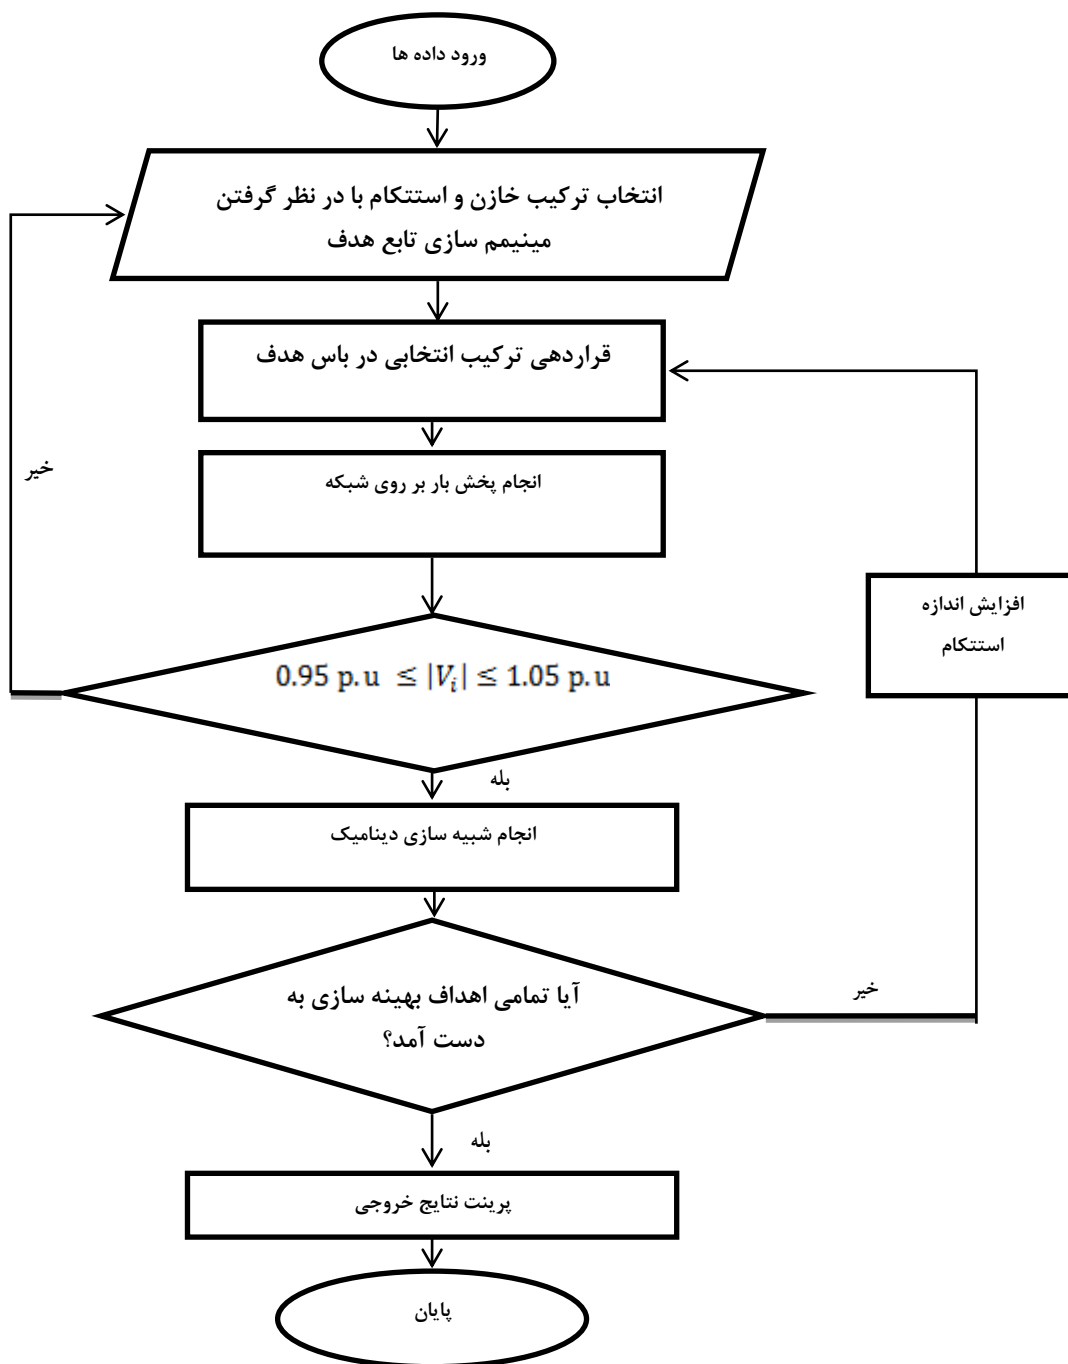 ورود داده ها
انتخاب ترکیب خازن و استتکام با در نظر گرفتن
مینیمم سازی تابع هدف
قراردهی ترکیب انتخابی در باس هدف
انجام پخش بار بر روی شبکه
خیر
افزایش اندازه
استتکام
0.95 p.u ≤ |V_i| ≤ 1.05 p.u
بله
انجام شبیه سازی دینامیک
آیا تمامی اهداف بهینه سازی به
دست آمد؟
خیر
بله
پرینت نتایج خروجی
پایان